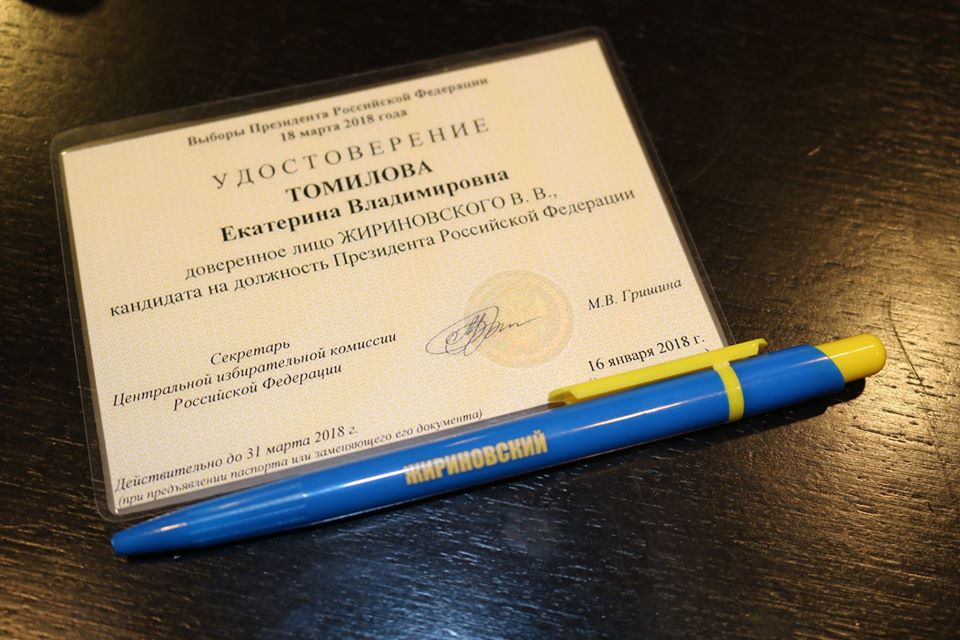 Выборы Президента Российской Федерации
18 марта 2018 года
УДОСТОВЕРЕНИЕ
ТОМИЛОВА
Екатерина Владимировна
доверенное лицо ЖИРИНОВСКОГО В. В.,
кандидата на должность Президента Российской Федерации
Секретарь
Центральной избирательной комиссии
Российской Федерации
М.В. Гришина
16 января 2018 г.
Действительно до 31 марта 2018 г.
(при предъявлении паспорта или заменяющего его документа)
ЖИРИНОВСКИЙ